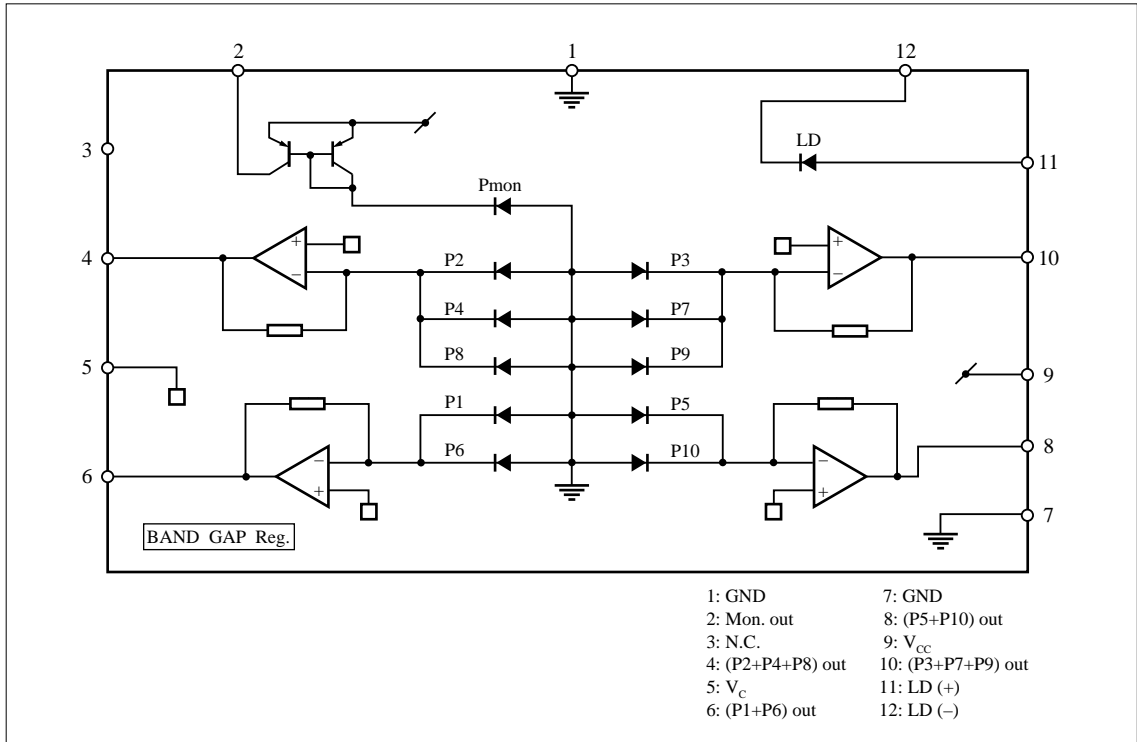 2
1
12
3
LD
11
Pmon
+
+
4
−
P2
P3
−
10
P4
P7
5
P8
P9
9
P1
P5
8
−
P6
P10
−
6
+
+
7
BAND GAP Reg.
1: GND
2: Mon. out
3: N.C.
4: (P2+P4+P8) out
5: VC
6: (P1+P6) out
7: GND
8: (P5+P10) out
9: VCC
10: (P3+P7+P9) out
11: LD (+)
12: LD (–)